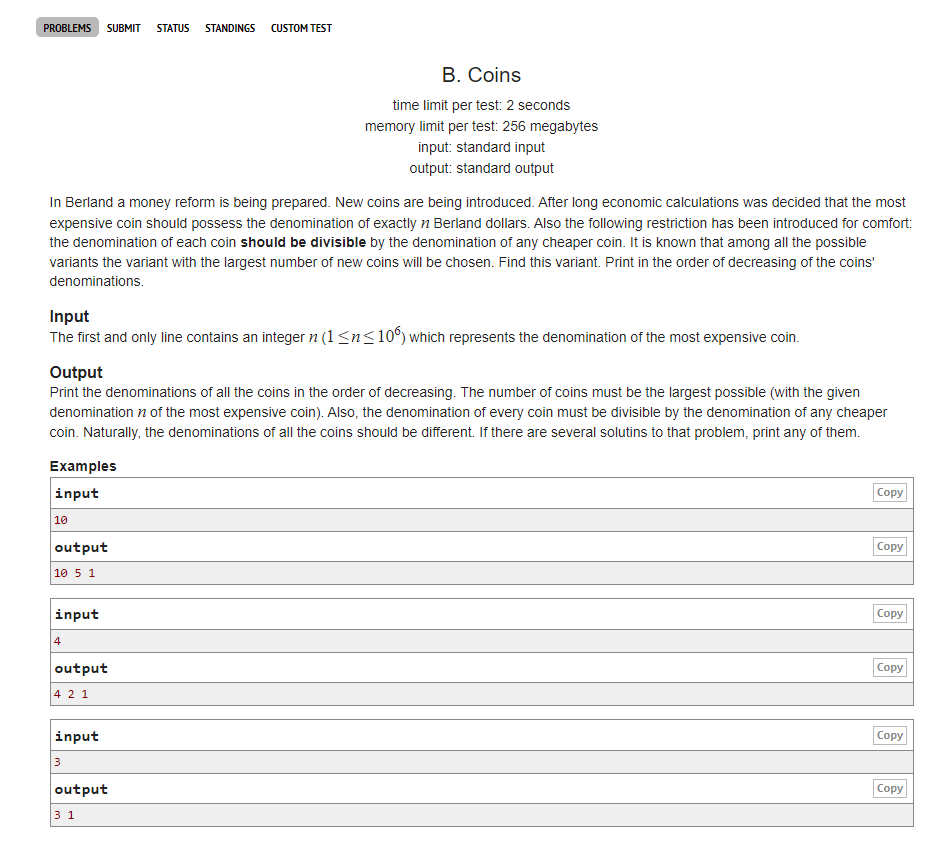 PROBLEMS SUBMIT STATUS STANDINGS CUSTOM TEST
B. Coins
time limit per test: 2 seconds
memory limit per test: 256 megabytes
input: standard input
output: standard output
In Berland a money reform is being prepared. New coins are being introduced. After long economic calculations was decided that the most
expensive coin should possess the denomination of exactly n Berland dollars. Also the following restriction has been introduced for comfort:
the denomination of each coin should be divisible by the denomination of any cheaper coin. It is known that among all the possible
variants the variant with the largest number of new coins will be chosen. Find this variant. Print in the order of decreasing of the coins'
denominations.
Input
The first and only line contains an integer n (1 ≤ n ≤ 10⁶) which represents the denomination of the most expensive coin.
Output
Print the denominations of all the coins in the order of decreasing. The number of coins must be the largest possible (with the given
denomination n of the most expensive coin). Also, the denomination of every coin must be divisible by the denomination of any cheaper
coin. Naturally, the denominations of all the coins should be different. If there are several solutins to that problem, print any of them.
Examples
input Copy
10
output Copy
10 5 1
input Copy
4
output Copy
4 2 1
input Copy
3
output Copy
3 1